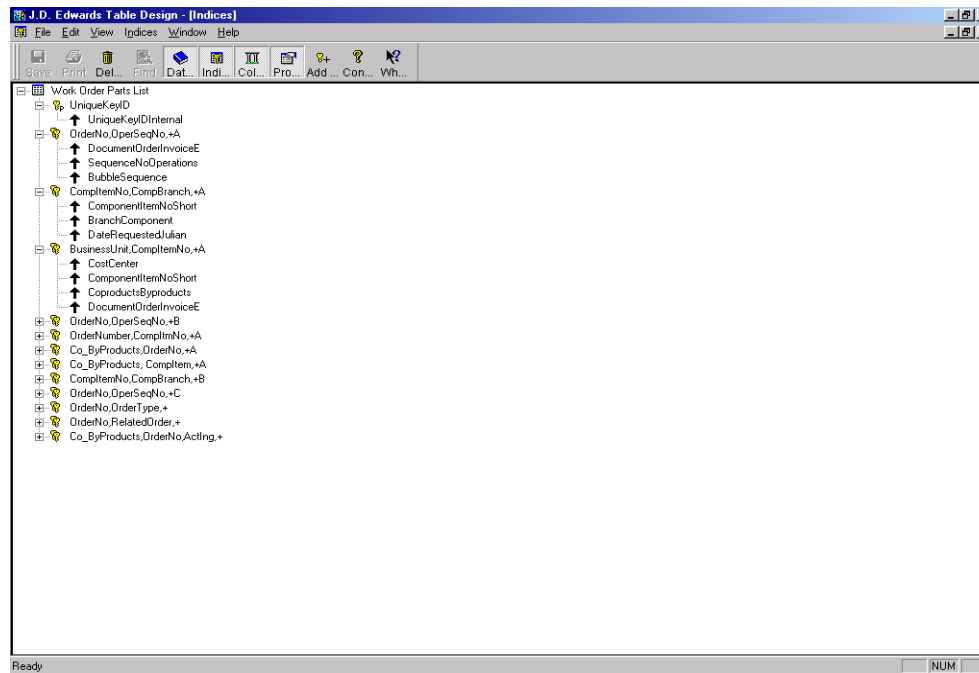 J.D. Edwards Table Design - [Indices]
File Edit View Indices Window Help
Save Print Del... Find Dat... Indi... Col... Pro... Add ... Con... Wh...
Work Order Parts List
UniqueKeyID
UniqueKeyIDInternal
OrderNo,OperSeqNo,+A
DocumentOrderInvoiceE
SequenceNoOperations
BubbleSequence
CompItemNo,CompBranch,+A
ComponentItemNoShort
BranchComponent
DateRequestedJulian
BusinessUnit,CompItemNo,+A
CostCenter
ComponentItemNoShort
CoproductsByproducts
DocumentOrderInvoiceE
OrderNo,OperSeqNo,+B
OrderNumber,CompItmNo,+A
Co_ByProducts,OrderNo,+A
Co_ByProducts, CompItem,+A
CompItemNo,CompBranch,+B
OrderNo,OperSeqNo,+C
OrderNo,OrderType,+
OrderNo,RelatedOrder,+
Co_ByProducts,OrderNo,ActIng,+
Ready NUM